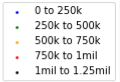 0 to 250k
250k to 500k
500k to 750k
750k to 1mil
1mil to 1.25mil